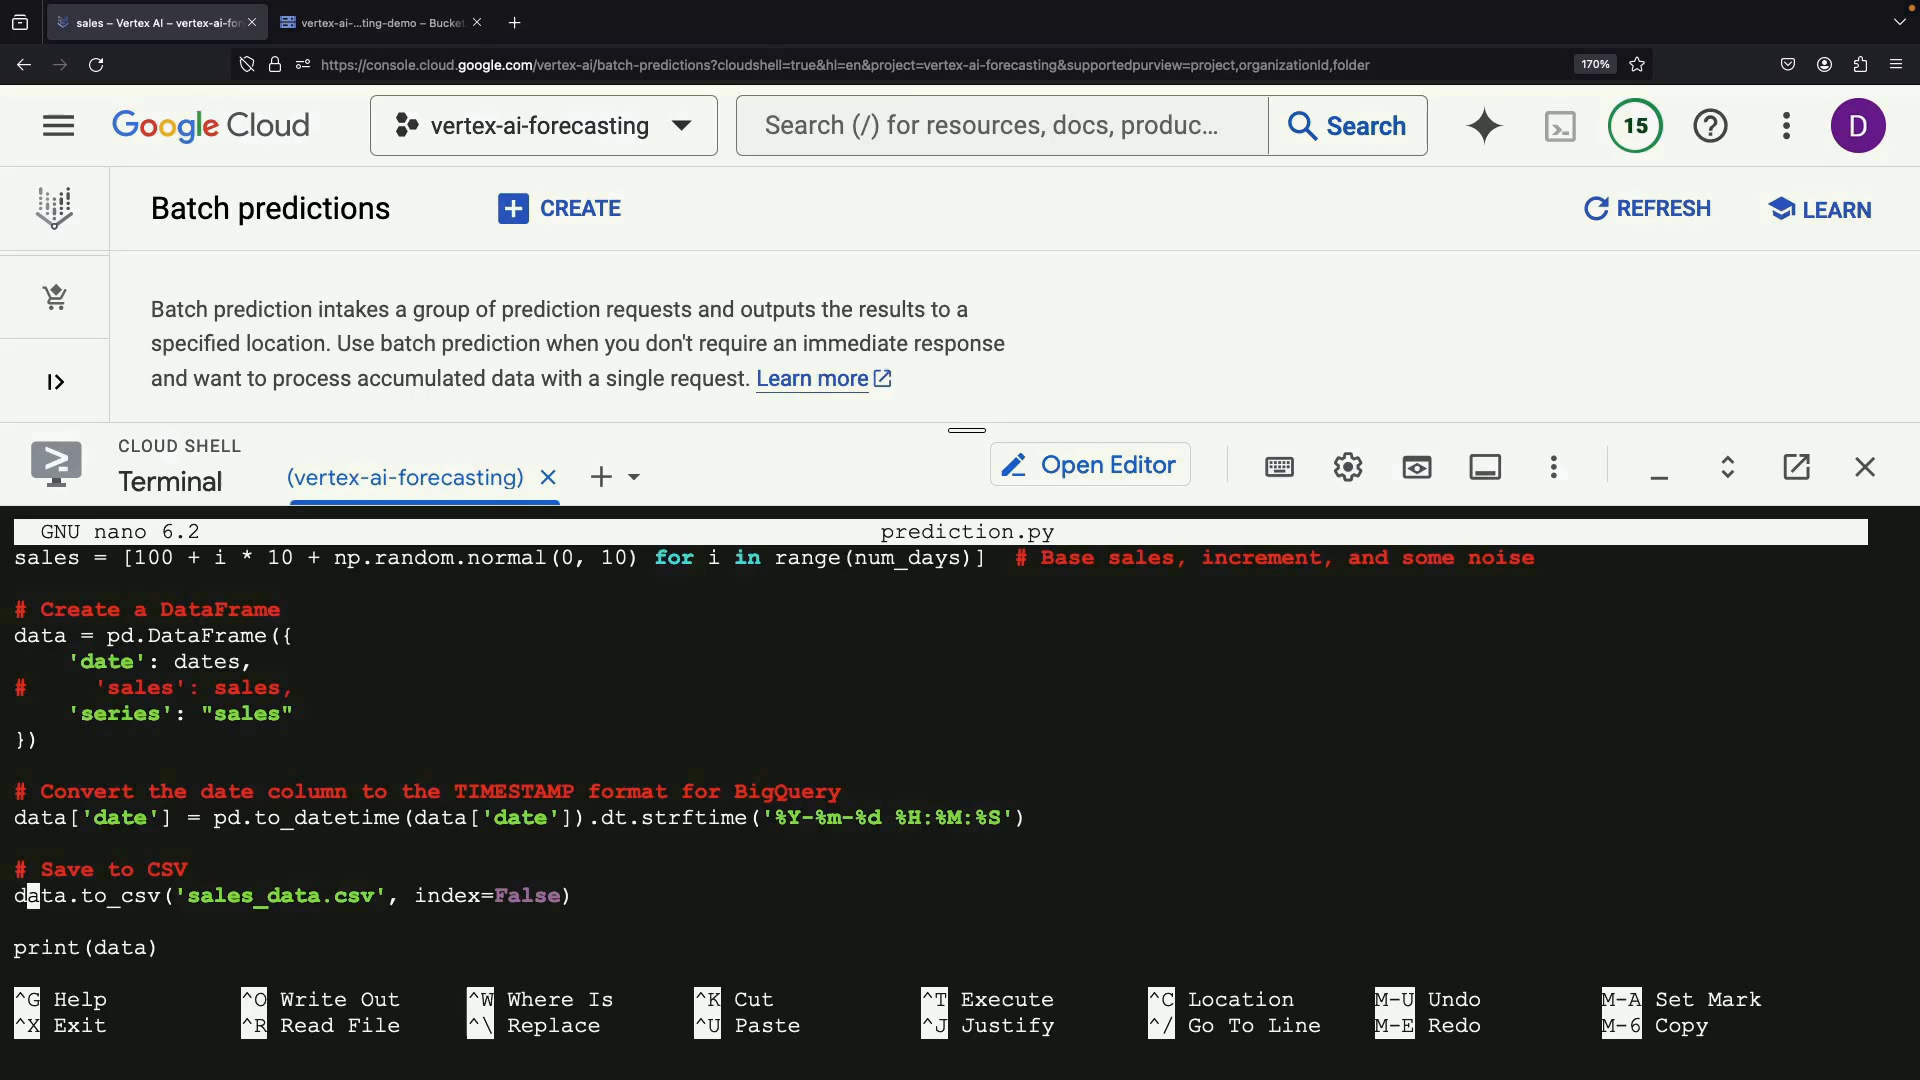 sales – Vertex AI – vertex-ai-for
vertex-ai-...ting-demo – Bucke
https://console.cloud.google.com/vertex-ai/batch-predictions?cloudshell=true&hl=en&project=vertex-ai-forecasting&supportedpurview=project,organizationId,folder
170%
Google Cloud
vertex-ai-forecasting
Search (/) for resources, docs, produc...
Search
15
D
Batch predictions
CREATE
REFRESH
LEARN
Batch prediction intakes a group of prediction requests and outputs the results to a
specified location. Use batch prediction when you don't require an immediate response
and want to process accumulated data with a single request. Learn more
CLOUD SHELL
Terminal
(vertex-ai-forecasting)
Open Editor
GNU nano 6.2 prediction.py
sales = [100 + i * 10 + np.random.normal(0, 10) for i in range(num_days)]  # Base sales, increment, and some noise
# Create a DataFrame
data = pd.DataFrame({
    'date': dates,
#     'sales': sales,
    'series': "sales"
})
# Convert the date column to the TIMESTAMP format for BigQuery
data['date'] = pd.to_datetime(data['date']).dt.strftime('%Y-%m-%d %H:%M:%S')
# Save to CSV
data.to_csv('sales_data.csv', index=False)
print(data)
^G Help ^O Write Out ^W Where Is ^K Cut ^T Execute ^C Location M-U Undo M-A Set Mark
^X Exit ^R Read File ^\ Replace ^U Paste ^J Justify ^/ Go To Line M-E Redo M-6 Copy